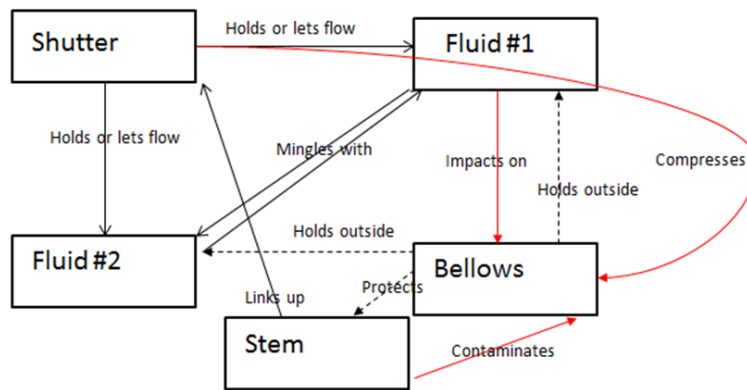 Shutter
Holds or lets flow
Fluid #1
Holds or lets flow
Mingles with
Impacts on
Compresses
Holds outside
Fluid #2
Holds outside
Bellows
Protects
Links up
Stem
Contaminates